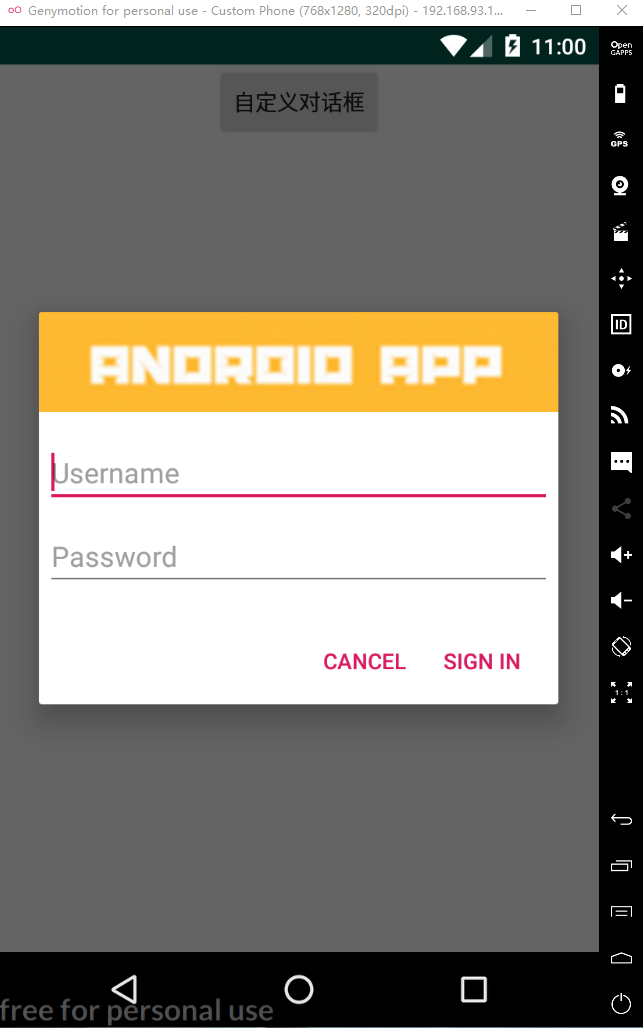 Genymotion for personal use - Custom Phone (768x1280, 320dpi) - 192.168.93.1...
11:00
Open
GAPPS
自定义对话框
GPS
ANDROID APP
ID
Username
Password
CANCEL
SIGN IN
1:1
free for personal use